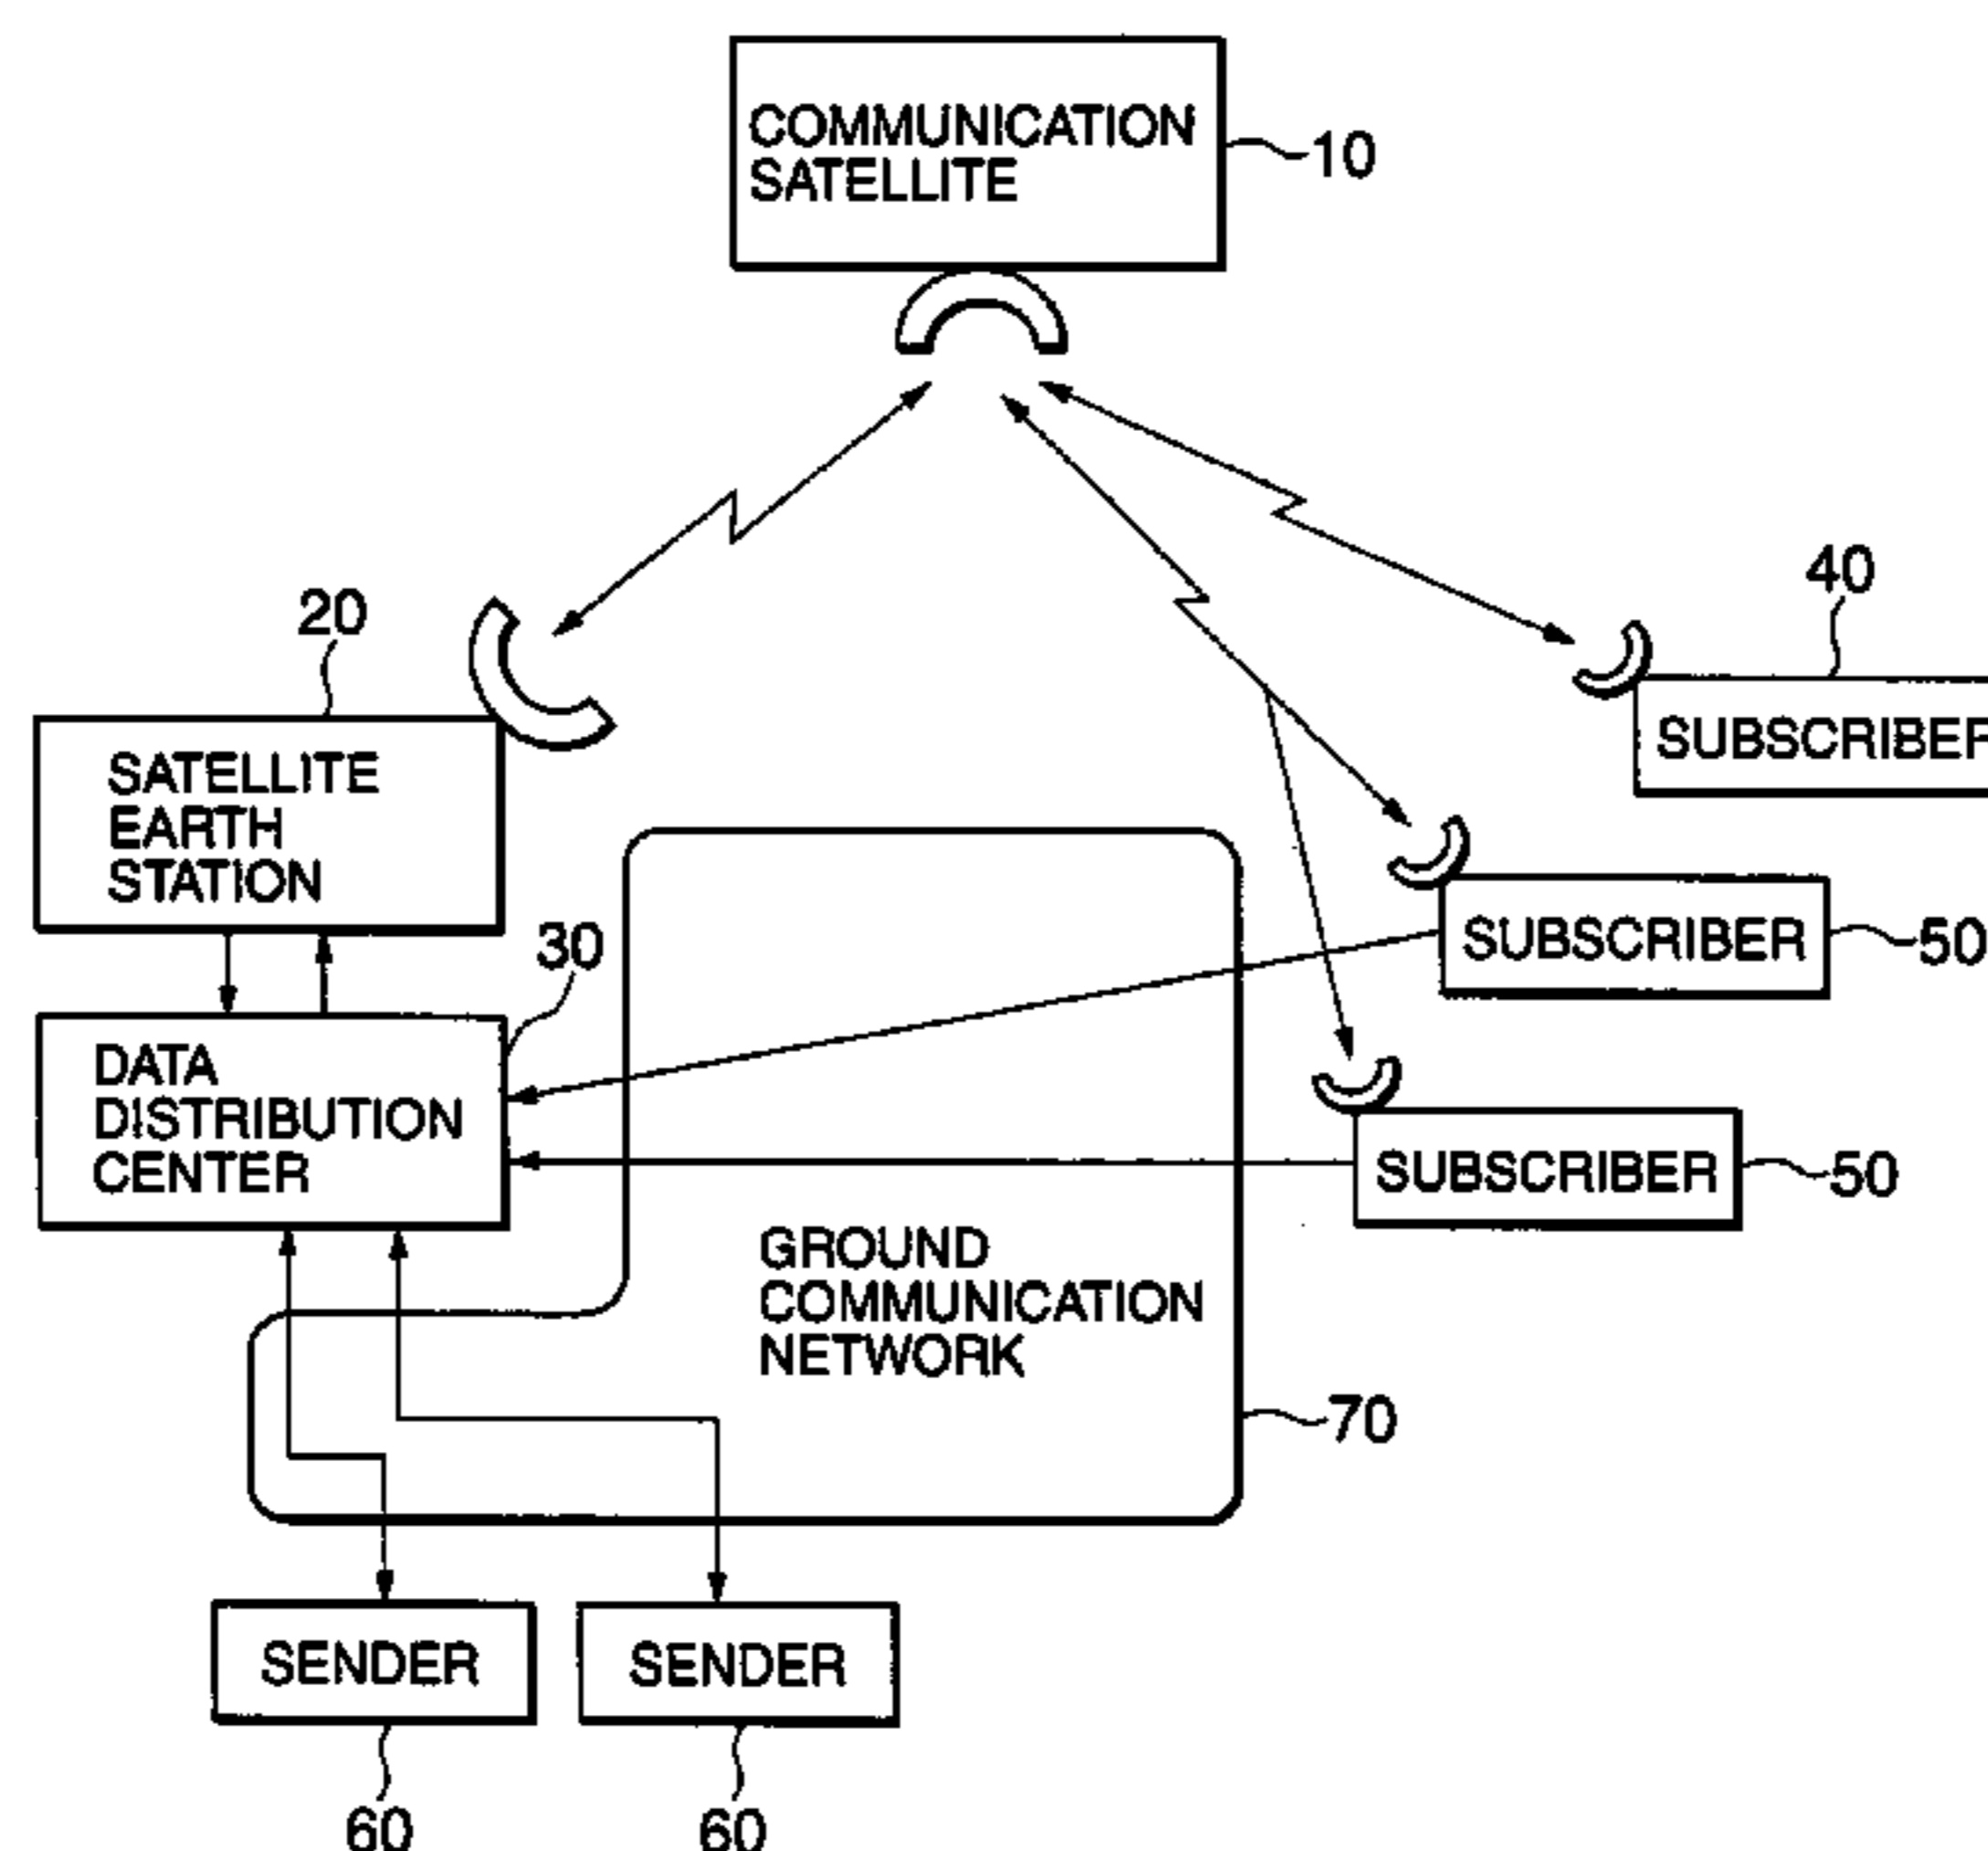 COMMUNICATION
SATELLITE
10
20
40
SATELLITE
EARTH
STATION
SUBSCRIBER
30
SUBSCRIBER
50
DATA
DISTRIBUTION
CENTER
SUBSCRIBER
50
GROUND
COMMUNICATION
NETWORK
70
SENDER
SENDER
60
60